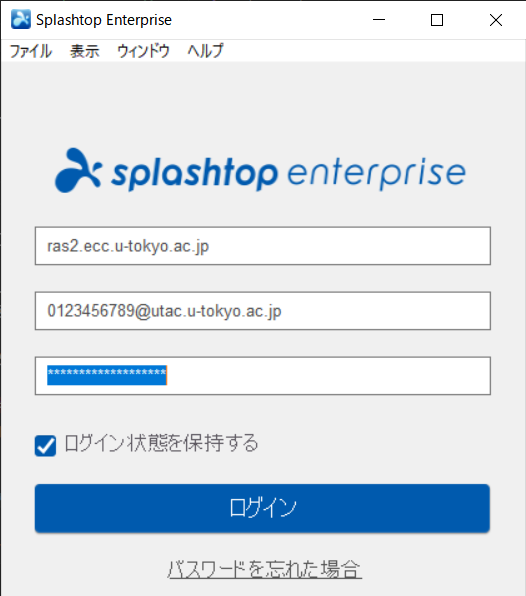 Splashtop Enterprise
ファイル 表示 ウィンドウ ヘルプ
splashtop enterprise
ras2.ecc.u-tokyo.ac.jp
0123456789@utac.u-tokyo.ac.jp
*******************
ログイン状態を保持する
ログイン
パスワードを忘れた場合